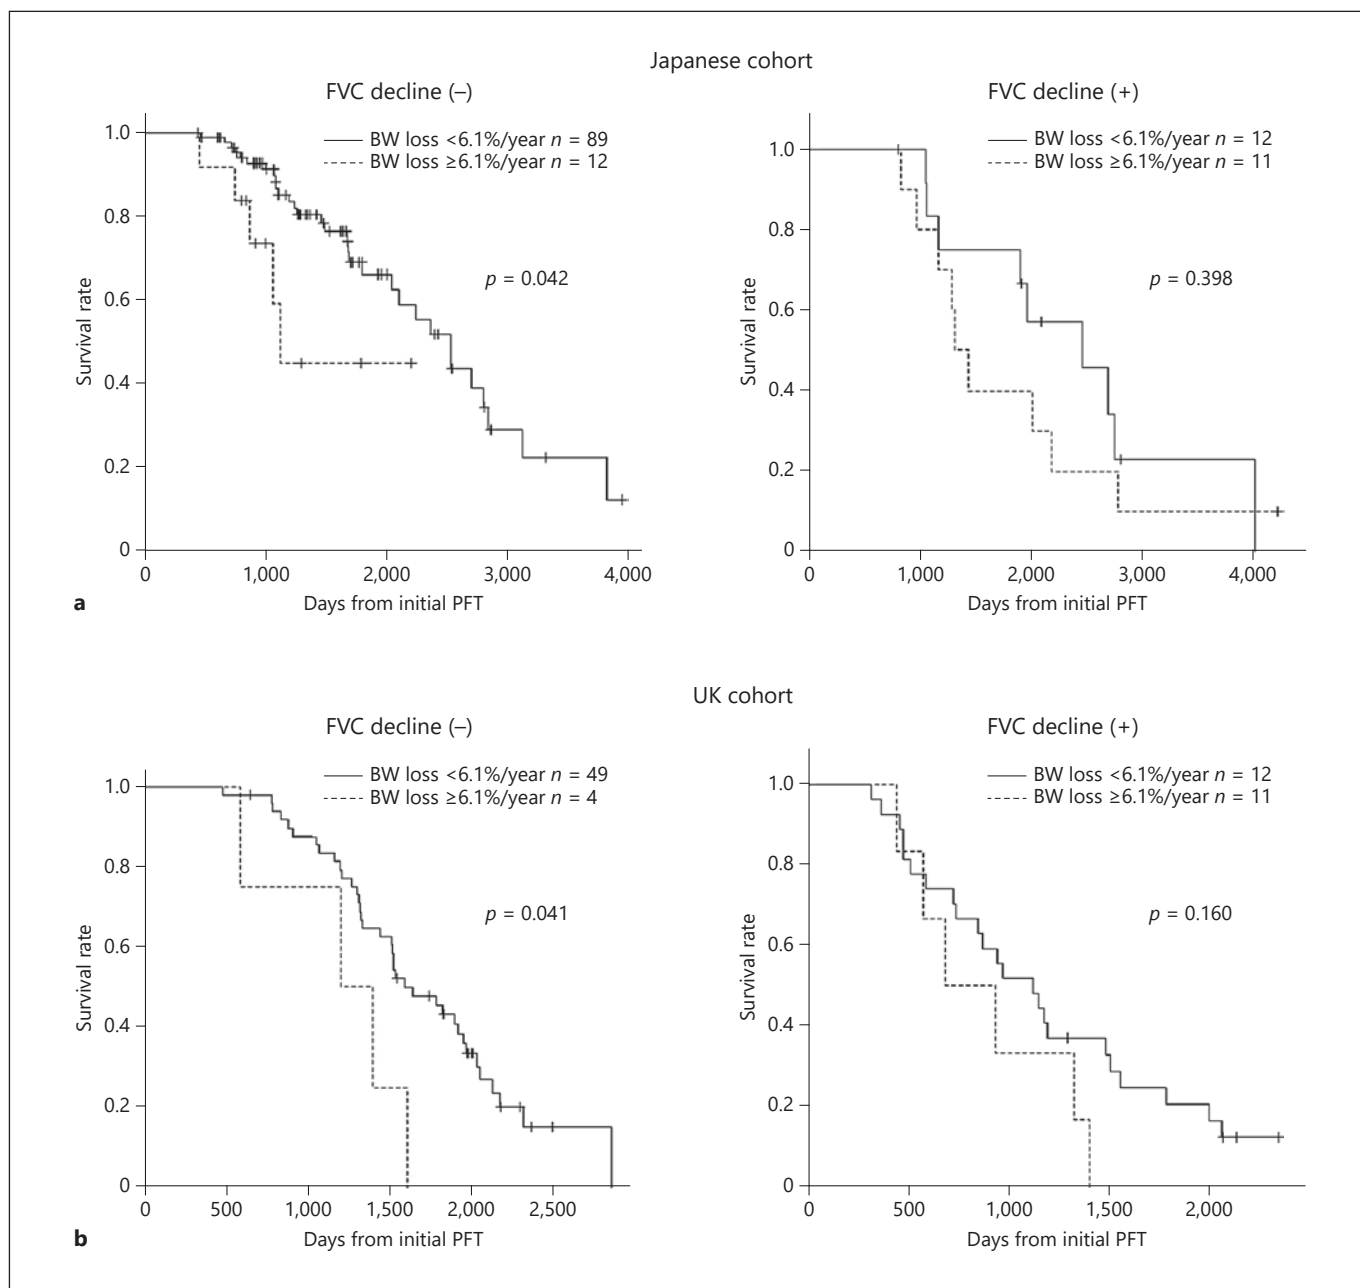 Japanese cohort
FVC decline (–)
BW loss <6.1%/year n = 89
BW loss ≥6.1%/year n = 12
p = 0.042
Survival rate
1.0
0.8
0.6
0.4
0.2
0
0 1,000 2,000 3,000 4,000
Days from initial PFT
FVC decline (+)
BW loss <6.1%/year n = 12
BW loss ≥6.1%/year n = 11
p = 0.398
Survival rate
1.0
0.8
0.6
0.4
0.2
0
0 1,000 2,000 3,000 4,000
Days from initial PFT
a
UK cohort
FVC decline (–)
BW loss <6.1%/year n = 49
BW loss ≥6.1%/year n = 4
p = 0.041
Survival rate
1.0
0.8
0.6
0.4
0.2
0
0 500 1,000 1,500 2,000 2,500
Days from initial PFT
FVC decline (+)
BW loss <6.1%/year n = 12
BW loss ≥6.1%/year n = 11
p = 0.160
Survival rate
1.0
0.8
0.6
0.4
0.2
0
0 500 1,000 1,500 2,000
Days from initial PFT
b